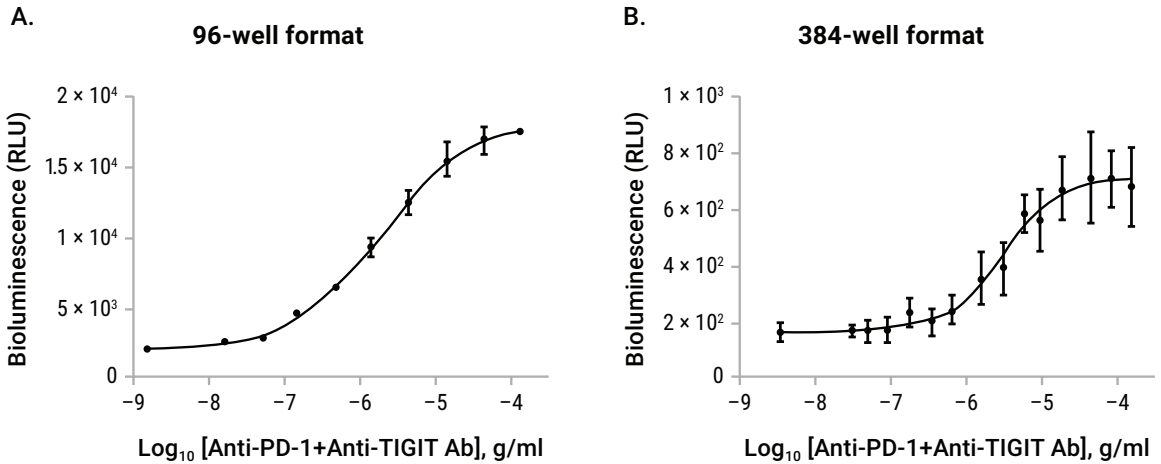 A.
96-well format
Bioluminescence (RLU)
2 × 10⁴
1.5 × 10⁴
1 × 10⁴
5 × 10³
0
−9 −8 −7 −6 −5 −4
Log₁₀ [Anti-PD-1+Anti-TIGIT Ab], g/ml
B.
384-well format
Bioluminescence (RLU)
1 × 10³
8 × 10²
6 × 10²
4 × 10²
2 × 10²
0
−9 −8 −7 −6 −5 −4
Log₁₀ [Anti-PD-1+Anti-TIGIT Ab], g/ml